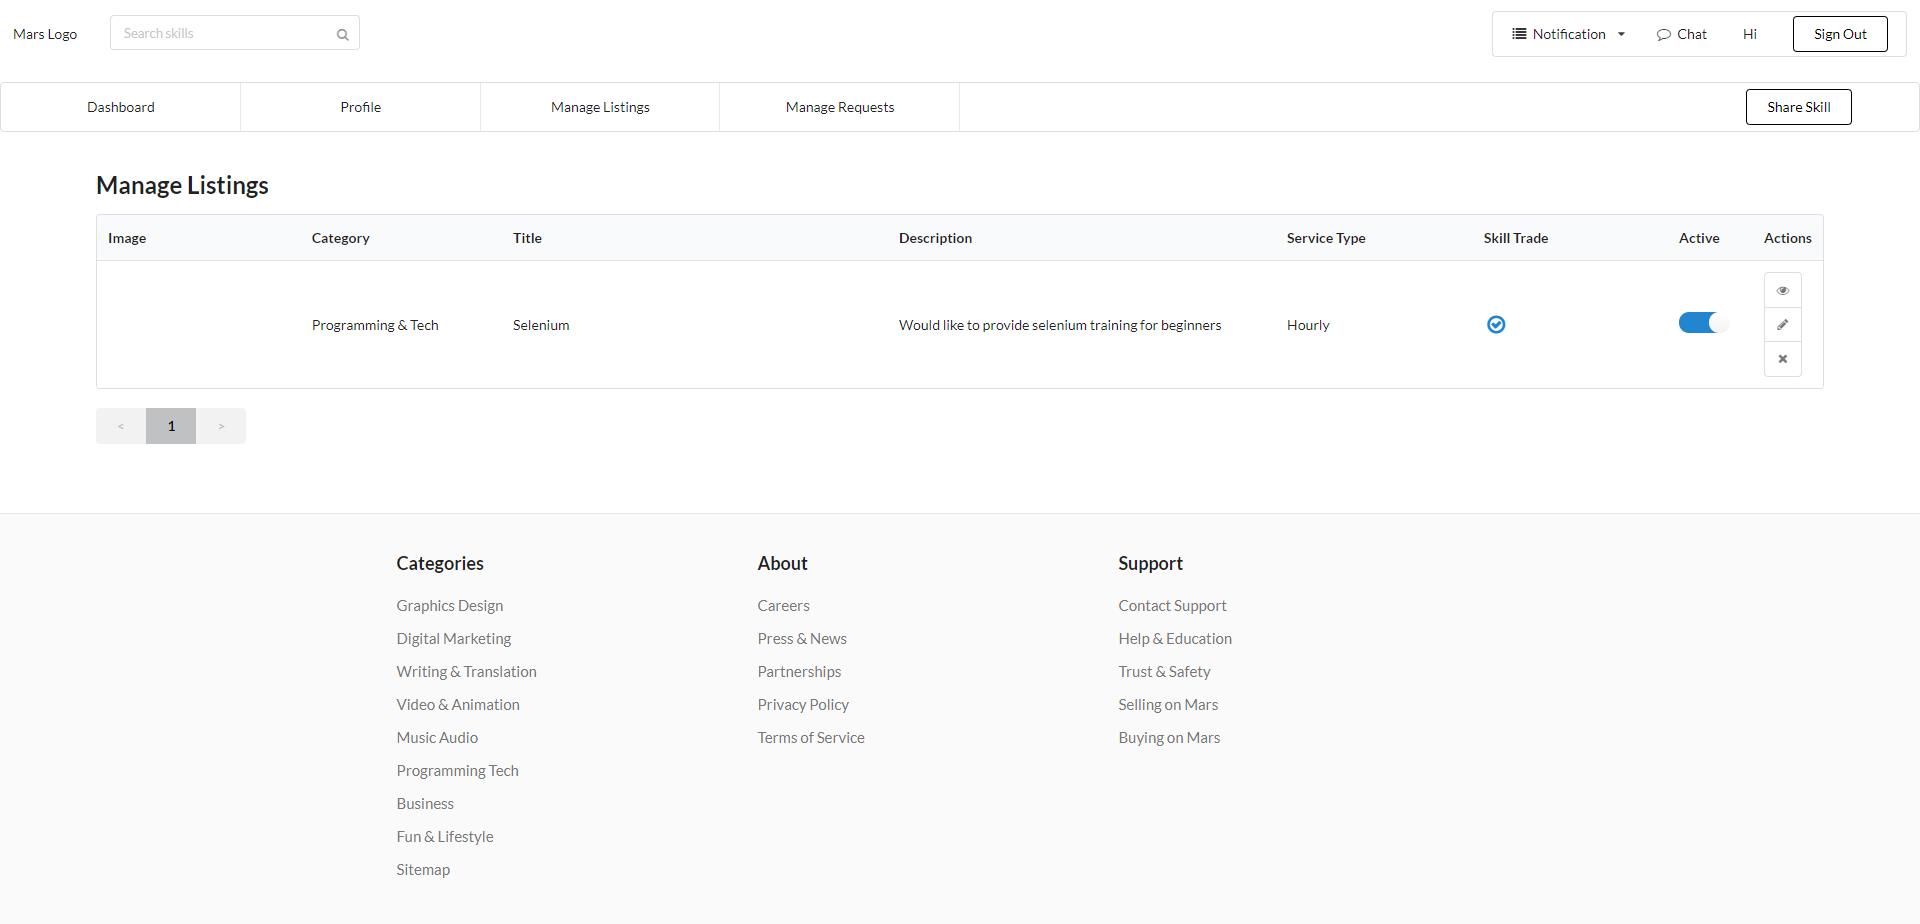 Mars Logo
Search skills
Notification
Chat
Hi
Sign Out
Dashboard
Profile
Manage Listings
Manage Requests
Share Skill
Manage Listings
Image Category Title Description Service Type Skill Trade Active Actions
Programming & Tech Selenium Would like to provide selenium training for beginners Hourly
< 1 >
Categories
Graphics Design
Digital Marketing
Writing & Translation
Video & Animation
Music Audio
Programming Tech
Business
Fun & Lifestyle
Sitemap
About
Careers
Press & News
Partnerships
Privacy Policy
Terms of Service
Support
Contact Support
Help & Education
Trust & Safety
Selling on Mars
Buying on Mars